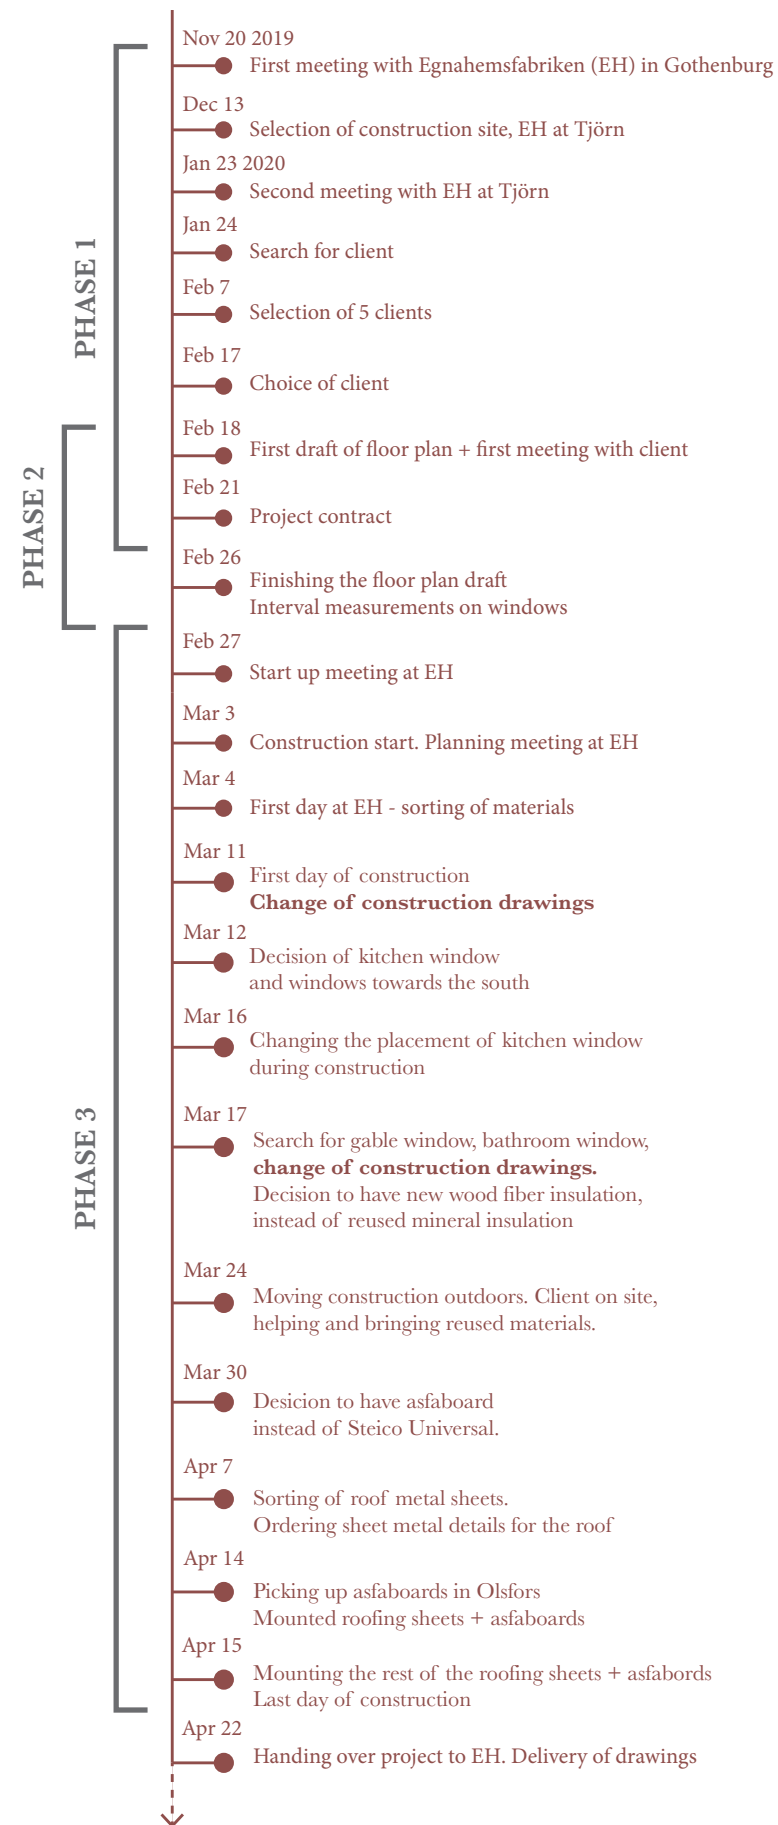 Nov 20 2019
First meeting with Egnahemsfabriken (EH) in Gothenburg
Dec 13
Selection of construction site, EH at Tjörn
Jan 23 2020
Second meeting with EH at Tjörn
Jan 24
Search for client
PHASE 1
Feb 7
Selection of 5 clients
Feb 17
Choice of client
Feb 18
First draft of floor plan + first meeting with client
PHASE 2
Feb 21
Project contract
Feb 26
Finishing the floor plan draft
Interval measurements on windows
Feb 27
Start up meeting at EH
Mar 3
Construction start. Planning meeting at EH
Mar 4
First day at EH - sorting of materials
Mar 11
First day of construction
Change of construction drawings
Mar 12
Decision of kitchen window
and windows towards the south
Mar 16
Changing the placement of kitchen window
during construction
PHASE 3
Mar 17
Search for gable window, bathroom window,
change of construction drawings.
Decision to have new wood fiber insulation,
instead of reused mineral insulation
Mar 24
Moving construction outdoors. Client on site,
helping and bringing reused materials.
Mar 30
Desicion to have asfaboard
instead of Steico Universal.
Apr 7
Sorting of roof metal sheets.
Ordering sheet metal details for the roof
Apr 14
Picking up asfaboards in Olsfors
Mounted roofing sheets + asfaboards
Apr 15
Mounting the rest of the roofing sheets + asfabords
Last day of construction
Apr 22
Handing over project to EH. Delivery of drawings